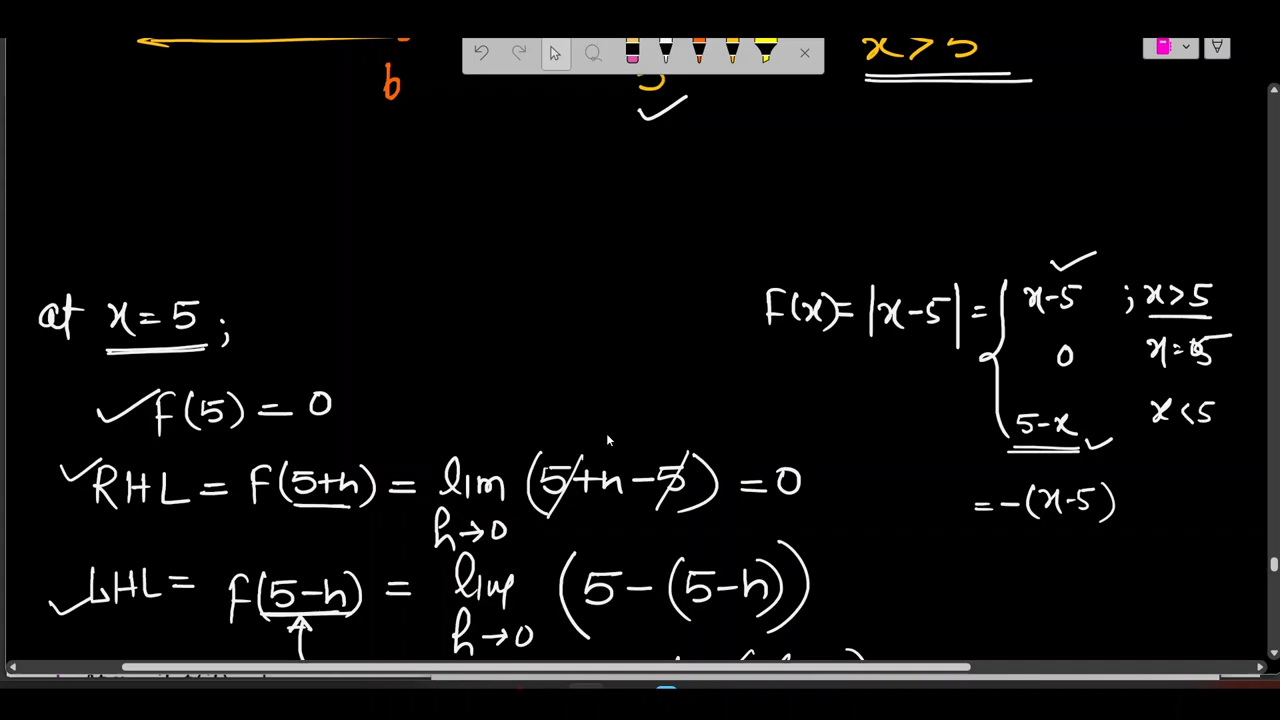 x > 5
5
b
at x = 5 ;
F(x) = |x-5| = { x-5 ; x > 5
0 x = 5
5-x x < 5
= -(x-5)
F(5) = 0
RHL = F(5+h) = lim (5+h-5) = 0
h→0
LHL = F(5-h) = lim (5-(5-h))
h→0